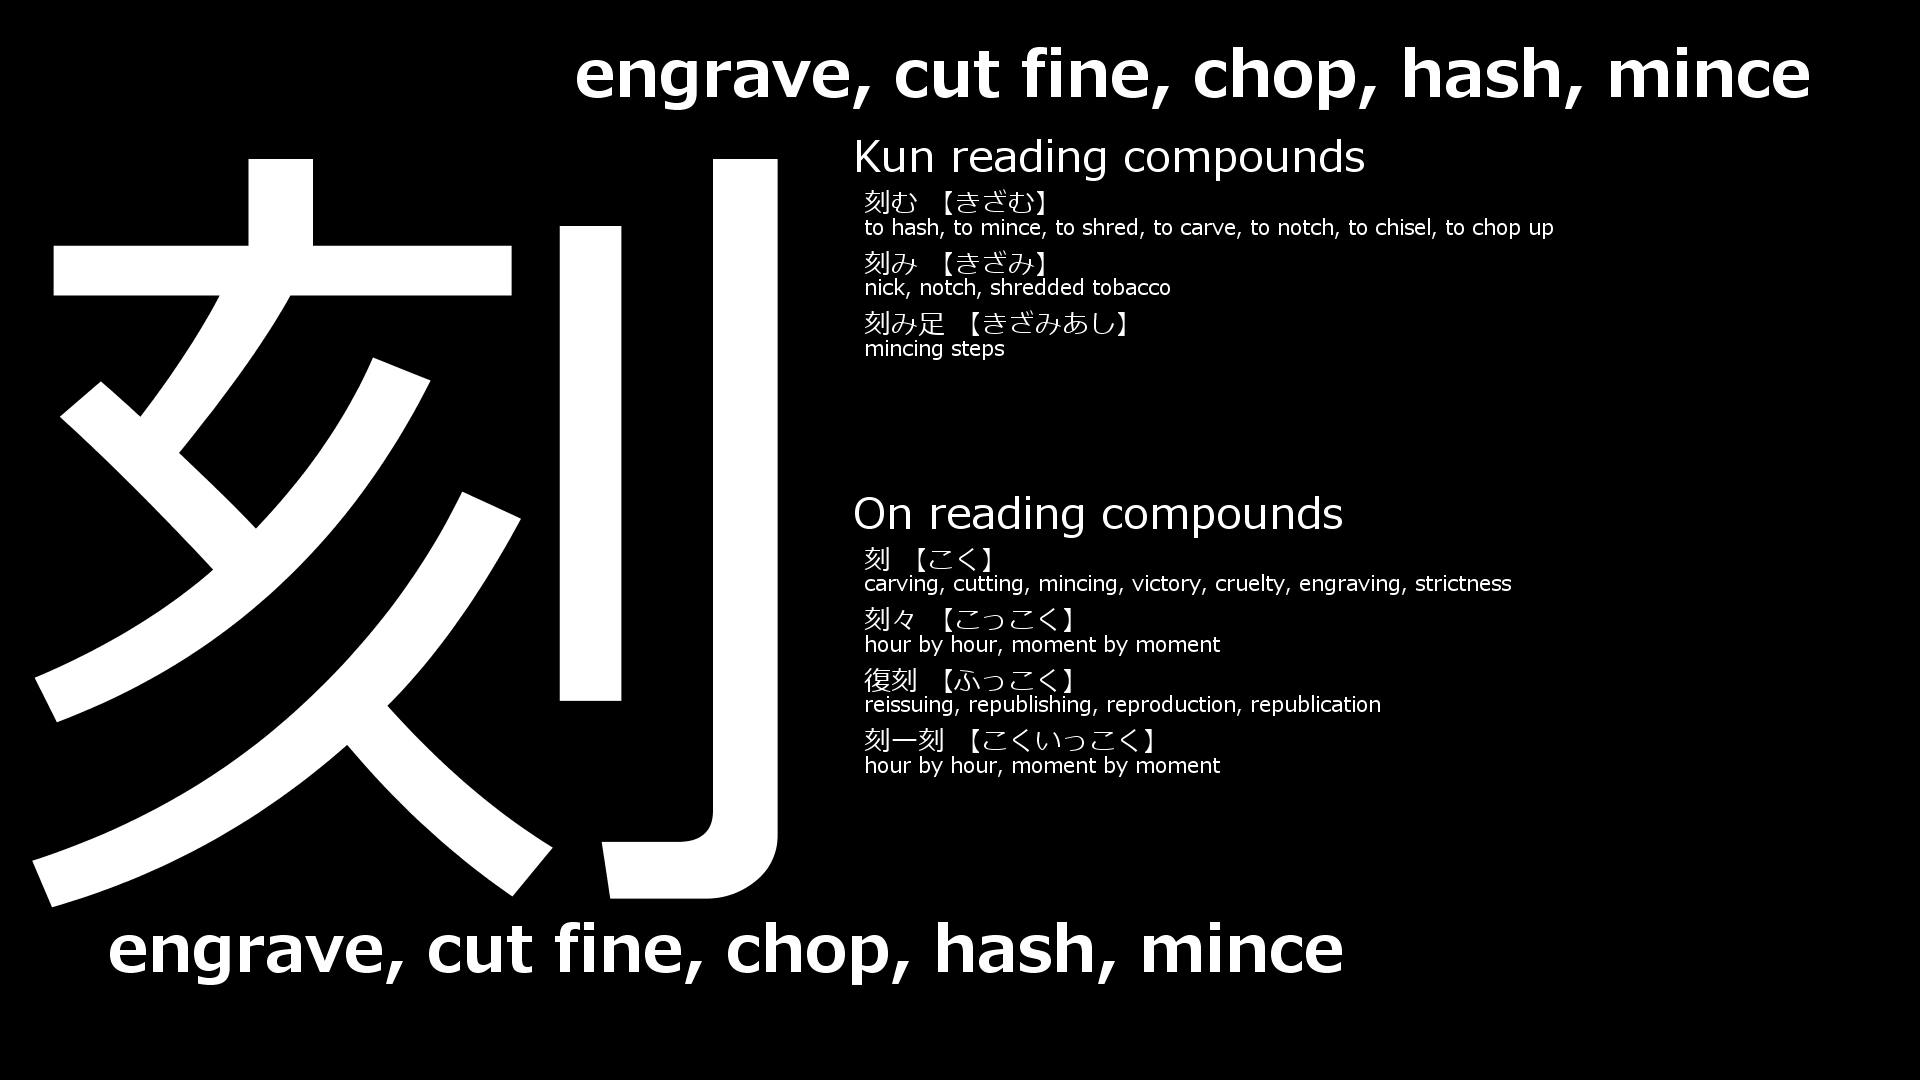 engrave, cut fine, chop, hash, mince
刻
Kun reading compounds
刻む 【きざむ】
to hash, to mince, to shred, to carve, to notch, to chisel, to chop up
刻み 【きざみ】
nick, notch, shredded tobacco
刻み足 【きざみあし】
mincing steps
On reading compounds
刻 【こく】
carving, cutting, mincing, victory, cruelty, engraving, strictness
刻々 【こっこく】
hour by hour, moment by moment
復刻 【ふっこく】
reissuing, republishing, reproduction, republication
刻一刻 【こくいっこく】
hour by hour, moment by moment
engrave, cut fine, chop, hash, mince